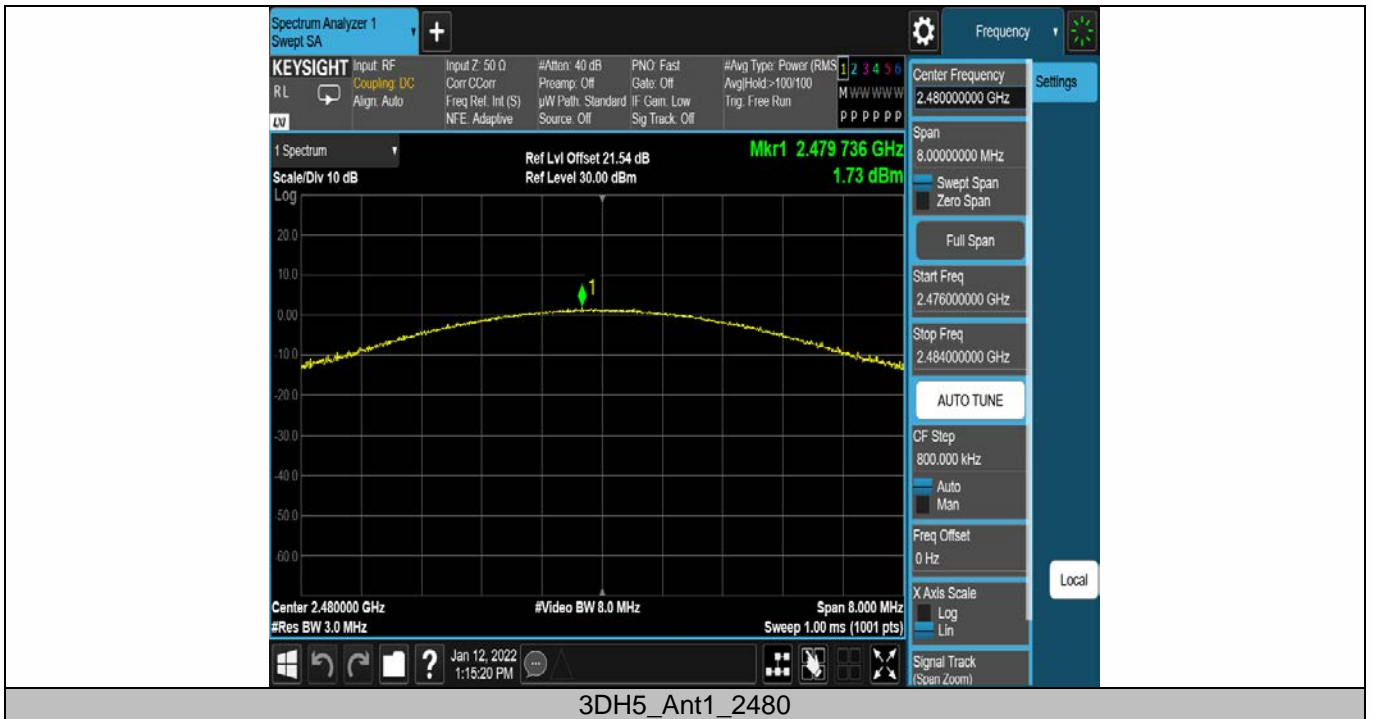 Spectrum Analyzer 1
Swept SA
+
Frequency
KEYSIGHT
RL
LV
Input: RF
Coupling: DC
Align: Auto
Input Z: 50 Ω
Corr CCorr
Freq Ref: Int (S)
NFE: Adaptive
#Atten: 40 dB
Preamp: Off
µW Path: Standard
Source: Off
PNO: Fast
Gate: Off
IF Gain: Low
Sig Track: Off
#Avg Type: Power (RMS
Avg|Hold:>100/100
Trig: Free Run
1 2 3 4 5 6
M W W W W W
P P P P P P
1 Spectrum
Scale/Div 10 dB
Log
Ref Lvl Offset 21.54 dB
Ref Level 30.00 dBm
Mkr1 2.479 736 GHz
1.73 dBm
20.0
10.0
1
0.00
-10.0
-20.0
-30.0
-40.0
-50.0
-60.0
Center 2.480000 GHz
#Res BW 3.0 MHz
#Video BW 8.0 MHz
Span 8.000 MHz
Sweep 1.00 ms (1001 pts)
?
Jan 12, 2022
1:15:20 PM
Center Frequency
2.480000000 GHz
Settings
Span
8.00000000 MHz
Swept Span
Zero Span
Full Span
Start Freq
2.476000000 GHz
Stop Freq
2.484000000 GHz
AUTO TUNE
CF Step
800.000 kHz
Auto
Man
Freq Offset
0 Hz
X Axis Scale
Log
Lin
Local
Signal Track
(Span Zoom)
3DH5_Ant1_2480